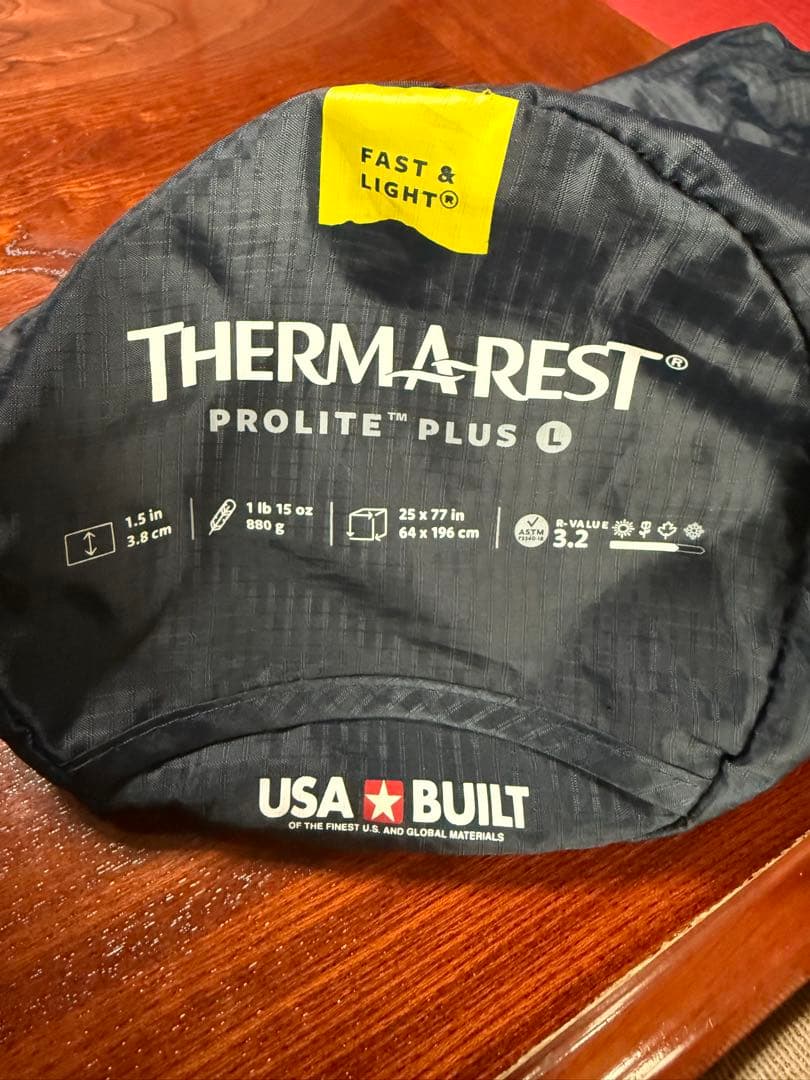 FAST &
LIGHT®
THERM-A-REST®
PROLITE™ PLUS L
1.5 in
3.8 cm
1 lb 15 oz
880 g
25 x 77 in
64 x 196 cm
ASTM
R-VALUE
3.2
USA BUILT
OF THE FINEST U.S. AND GLOBAL MATERIALS